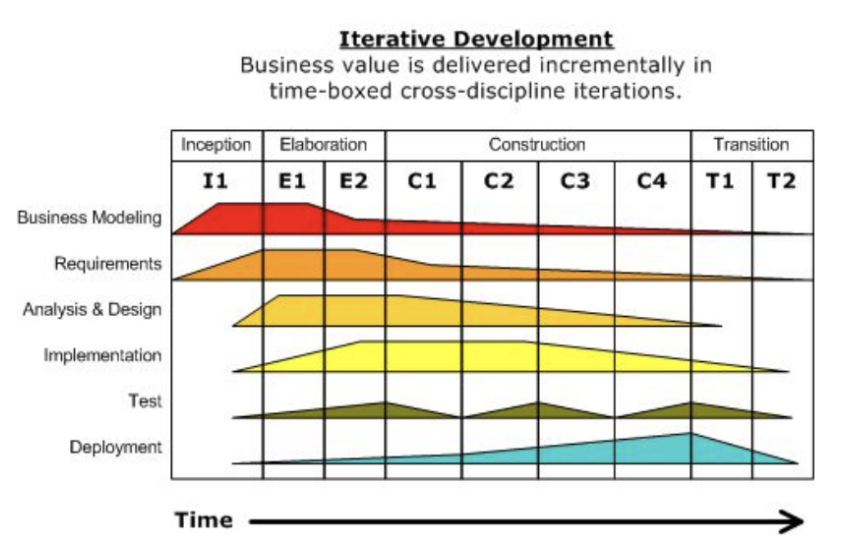 Iterative Development
Business value is delivered incrementally in
time-boxed cross-discipline iterations.
Inception Elaboration Construction Transition
I1 E1 E2 C1 C2 C3 C4 T1 T2
Business Modeling
Requirements
Analysis & Design
Implementation
Test
Deployment
Time